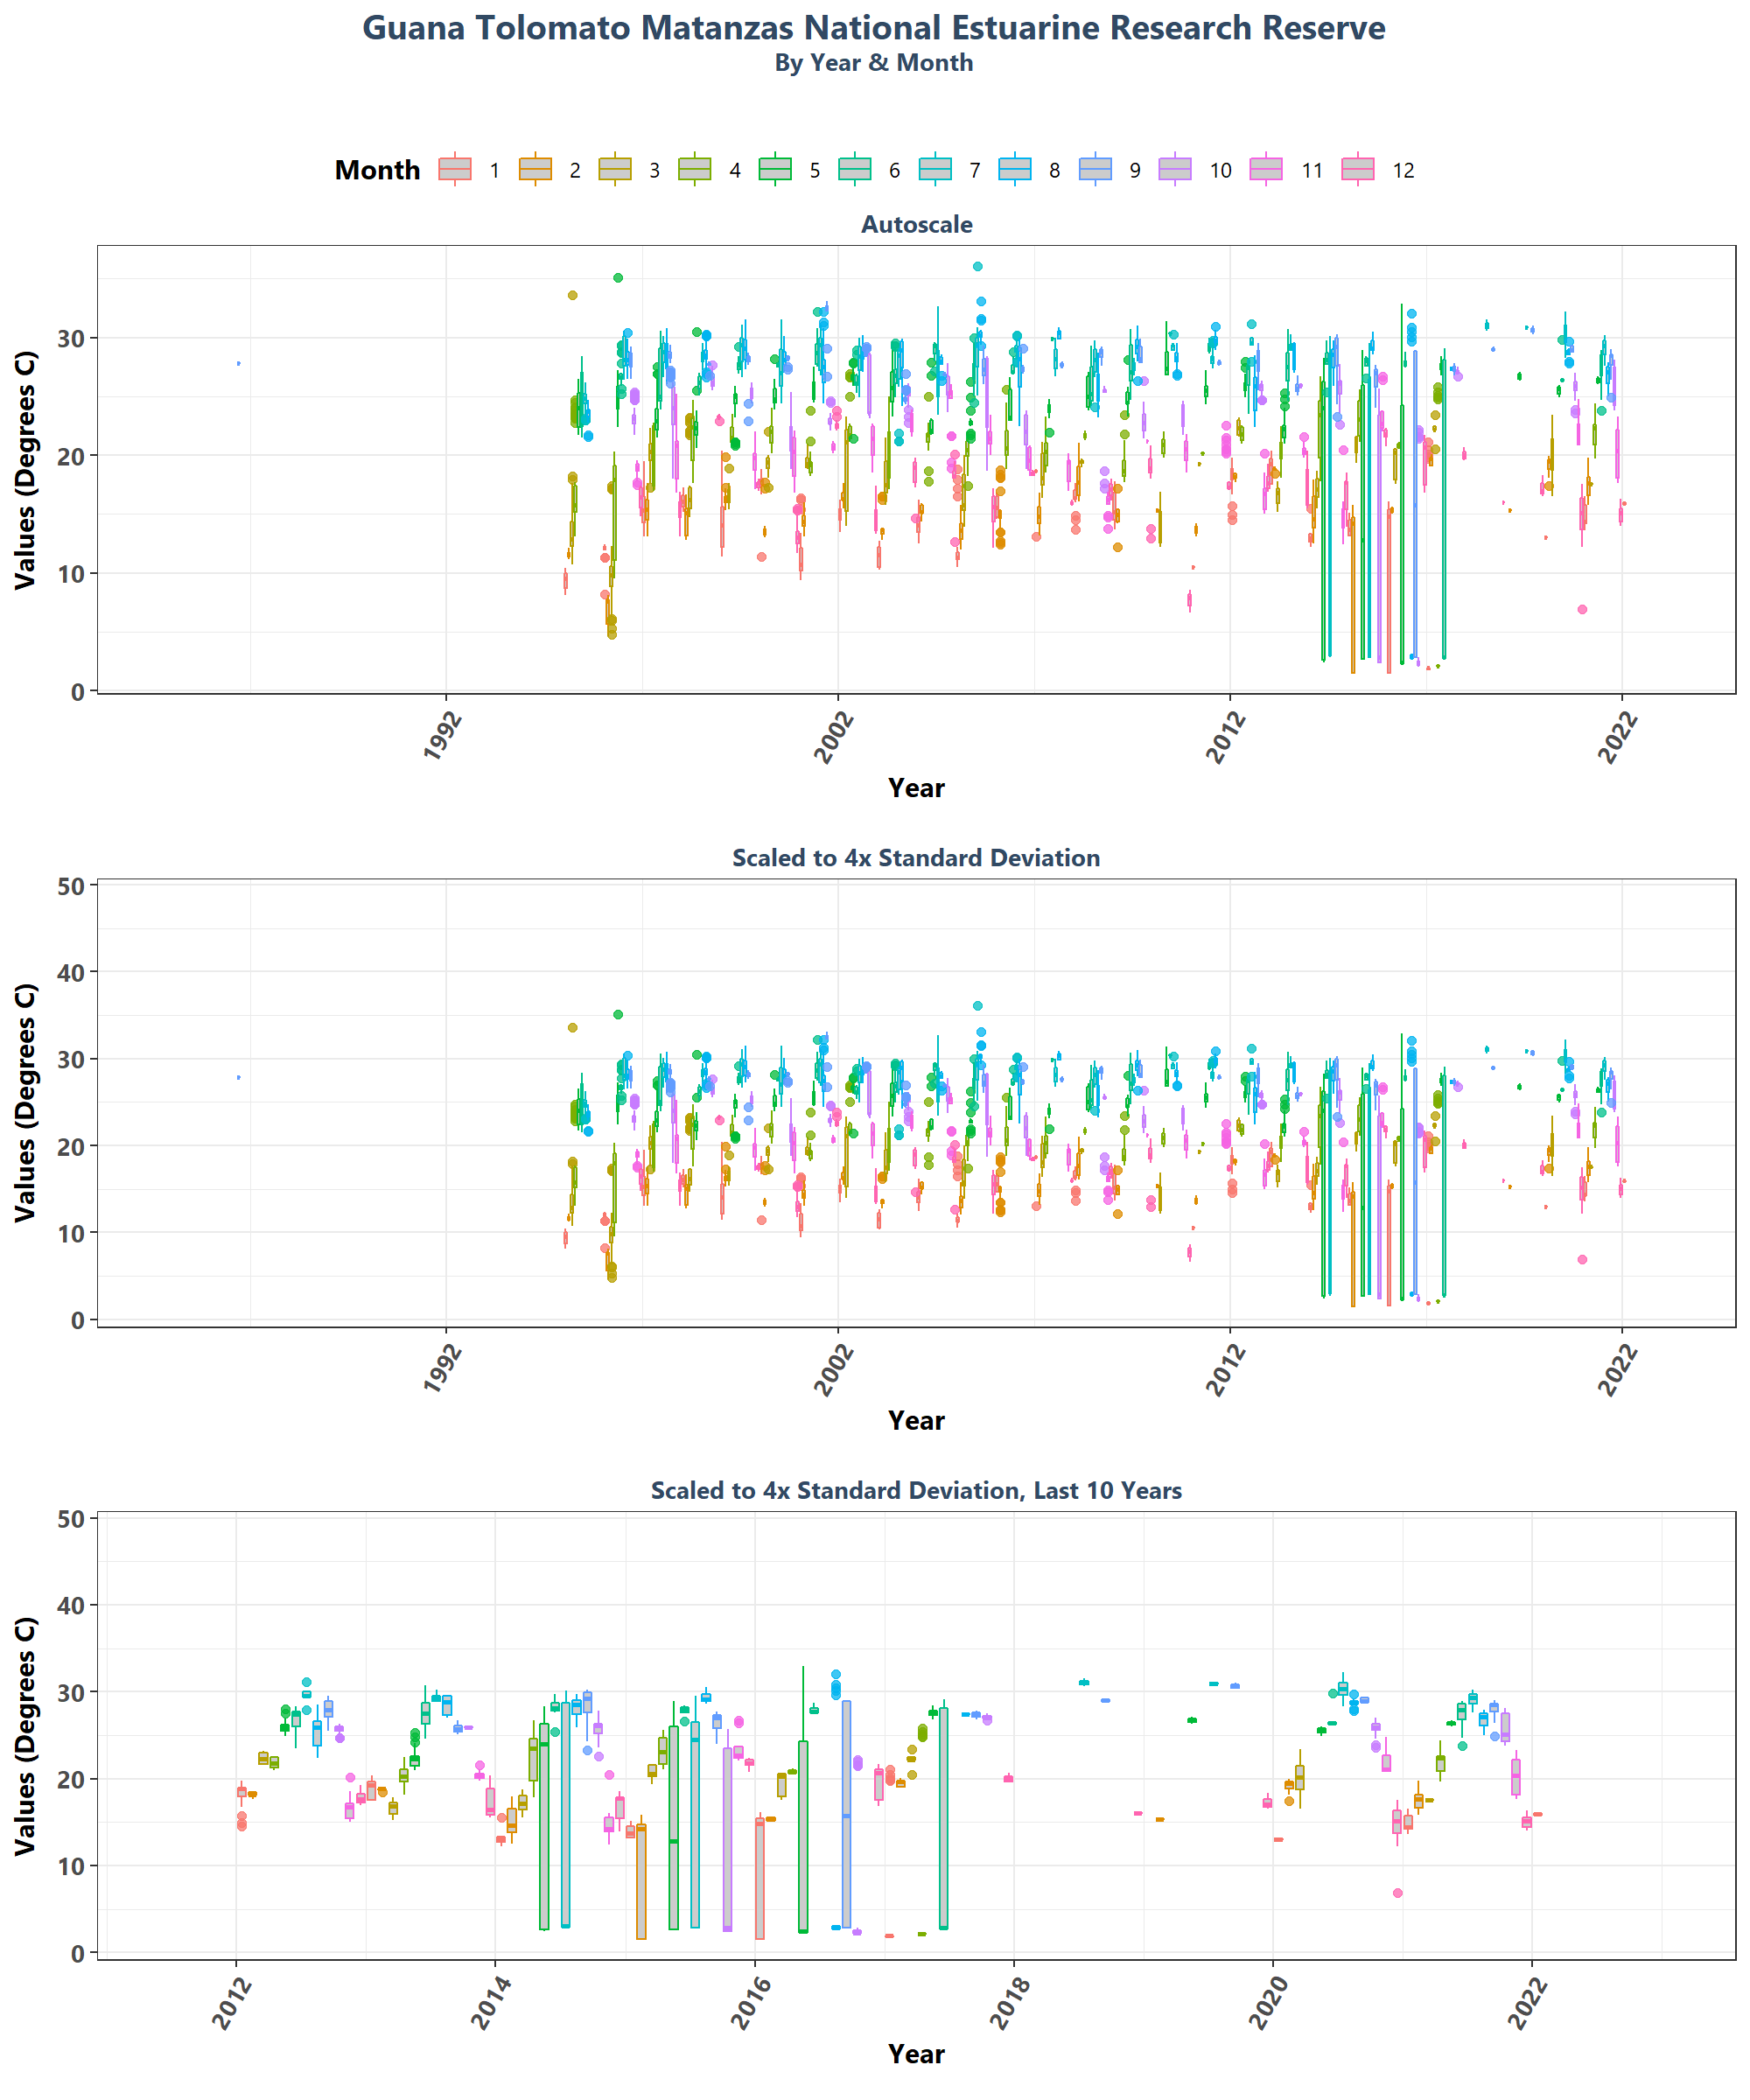 Guana Tolomato Matanzas National Estuarine Research Reserve
By Year & Month
Month 1 2 3 4 5 6 7 8 9 10 11 12
Autoscale
Values (Degrees C)
30
20
10
0
1992 2002 2012 2022
Year
Scaled to 4x Standard Deviation
Values (Degrees C)
50
40
30
20
10
0
1992 2002 2012 2022
Year
Scaled to 4x Standard Deviation, Last 10 Years
Values (Degrees C)
50
40
30
20
10
0
2012 2014 2016 2018 2020 2022
Year